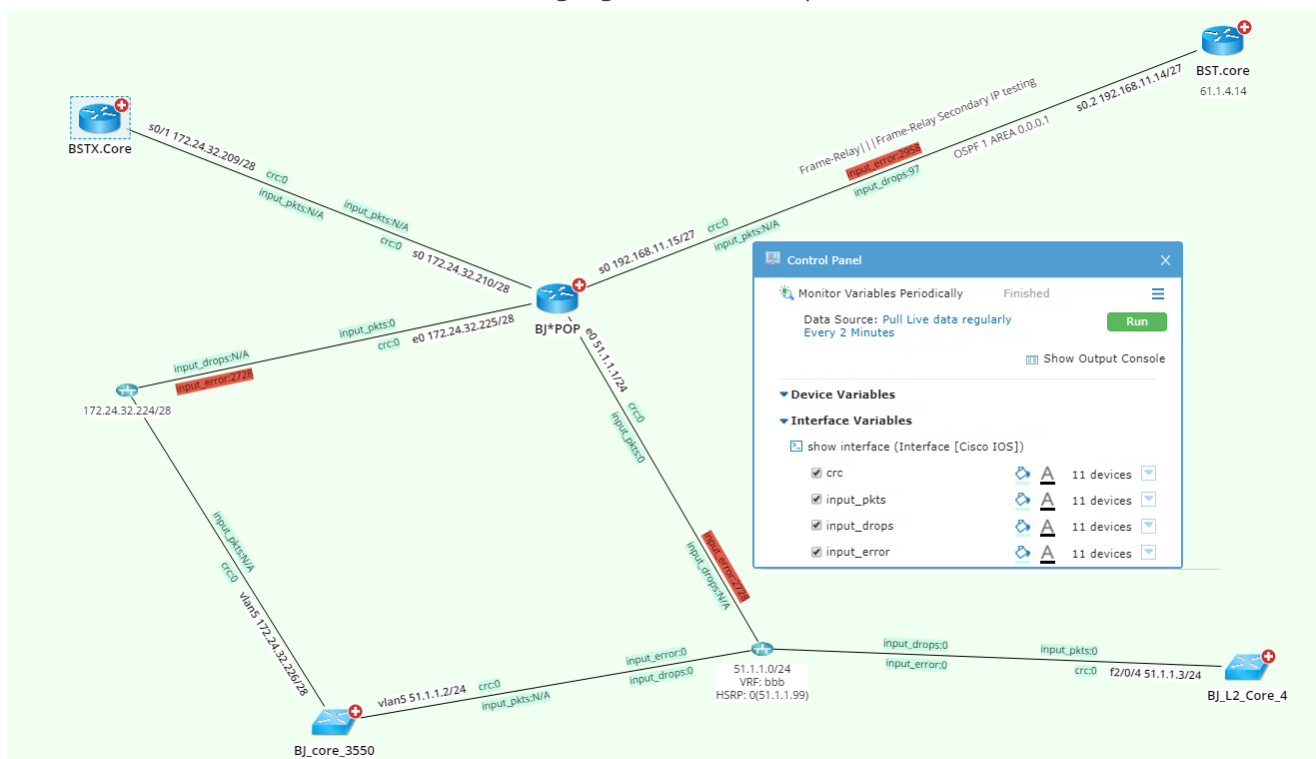 BST.core
61.1.4.14
s0.2 192.168.11.14/27
OSPF 1 AREA 0.0.0.1
Frame-Relay|||Frame-Relay Secondary IP testing
input_error:2958
input_drops:97
crc:0
input_pkts:N/A
s0 192.168.11.15/27
BSTX.Core
s0/1 172.24.32.209/28
crc:0
input_pkts:N/A
input_pkts:N/A
crc:0
s0 172.24.32.210/28
BJ*POP
input_pkts:0
crc:0
e0 172.24.32.225/28
input_drops:N/A
input_error:2728
172.24.32.224/28
e0 51.1.1.1/24
crc:0
input_pkts:0
input_error:2728
input_drops:N/A
input_pkts:N/A
crc:0
vlan5 172.24.32.226/28
BJ_core_3550
vlan5 51.1.1.2/24
crc:0
input_pkts:N/A
input_error:0
input_drops:0
51.1.1.0/24
VRF: bbb
HSRP: 0(51.1.1.99)
input_drops:0
input_error:0
input_pkts:0
crc:0
f2/0/4 51.1.1.3/24
BJ_L2_Core_4
Control Panel X
Monitor Variables Periodically Finished
Data Source: Pull Live data regularly Run
Every 2 Minutes
Show Output Console
Device Variables
Interface Variables
show interface (Interface [Cisco IOS])
crc A 11 devices
input_pkts A 11 devices
input_drops A 11 devices
input_error A 11 devices